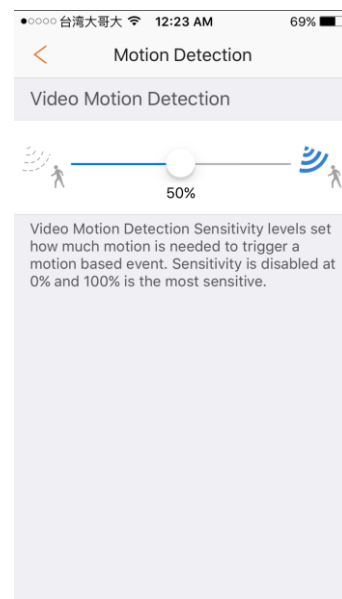 台湾大哥大 12:23 AM 69%
Motion Detection
Video Motion Detection
50%
Video Motion Detection Sensitivity levels set
how much motion is needed to trigger a
motion based event. Sensitivity is disabled at
0% and 100% is the most sensitive.